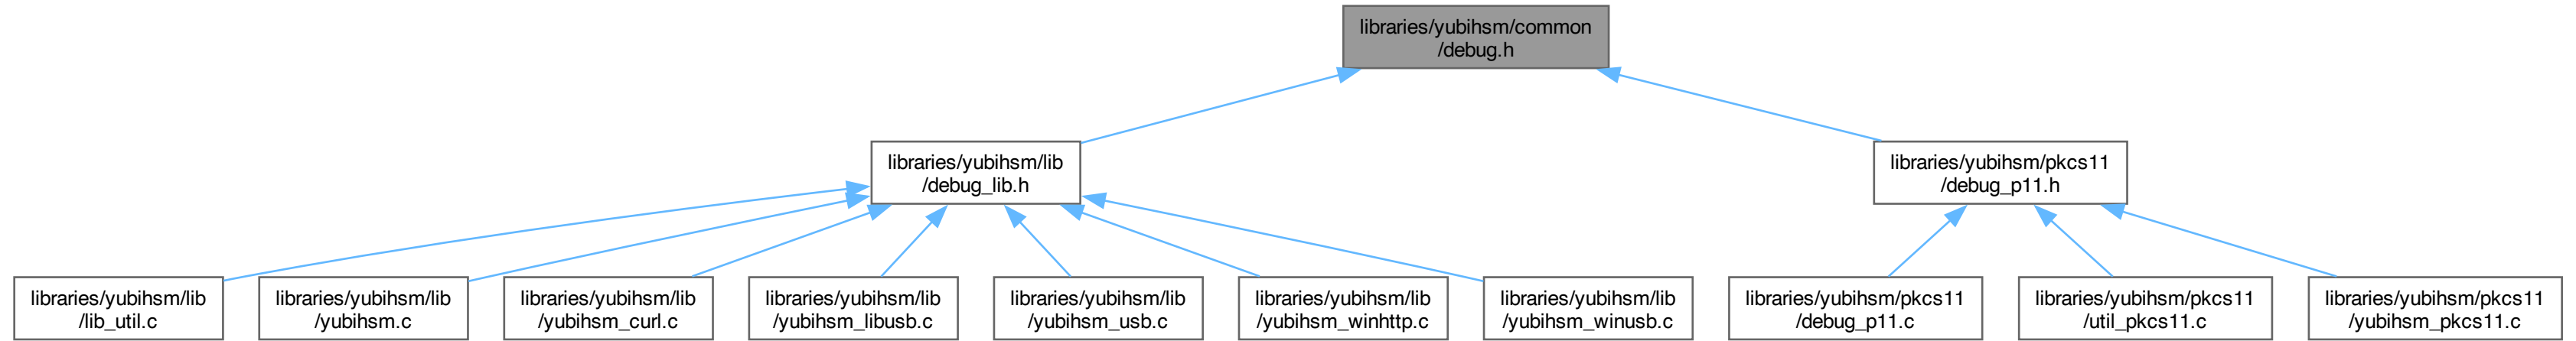 libraries/yubihsm/common
/debug.h
libraries/yubihsm/lib
/debug_lib.h
libraries/yubihsm/pkcs11
/debug_p11.h
libraries/yubihsm/lib
/lib_util.c
libraries/yubihsm/lib
/yubihsm.c
libraries/yubihsm/lib
/yubihsm_curl.c
libraries/yubihsm/lib
/yubihsm_libusb.c
libraries/yubihsm/lib
/yubihsm_usb.c
libraries/yubihsm/lib
/yubihsm_winhttp.c
libraries/yubihsm/lib
/yubihsm_winusb.c
libraries/yubihsm/pkcs11
/debug_p11.c
libraries/yubihsm/pkcs11
/util_pkcs11.c
libraries/yubihsm/pkcs11
/yubihsm_pkcs11.c